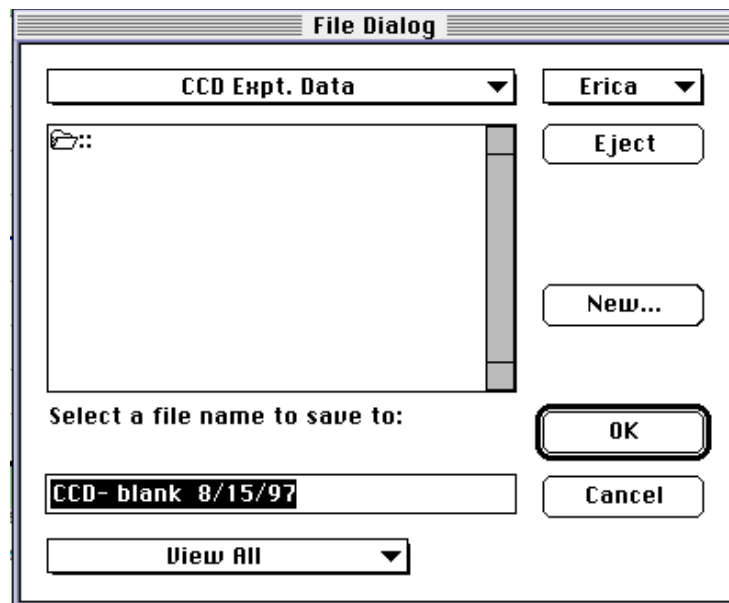 File Dialog
CCD Expt. Data
Erica
::
Eject
New...
Select a file name to save to:
OK
CCD- blank 8/15/97
Cancel
View All